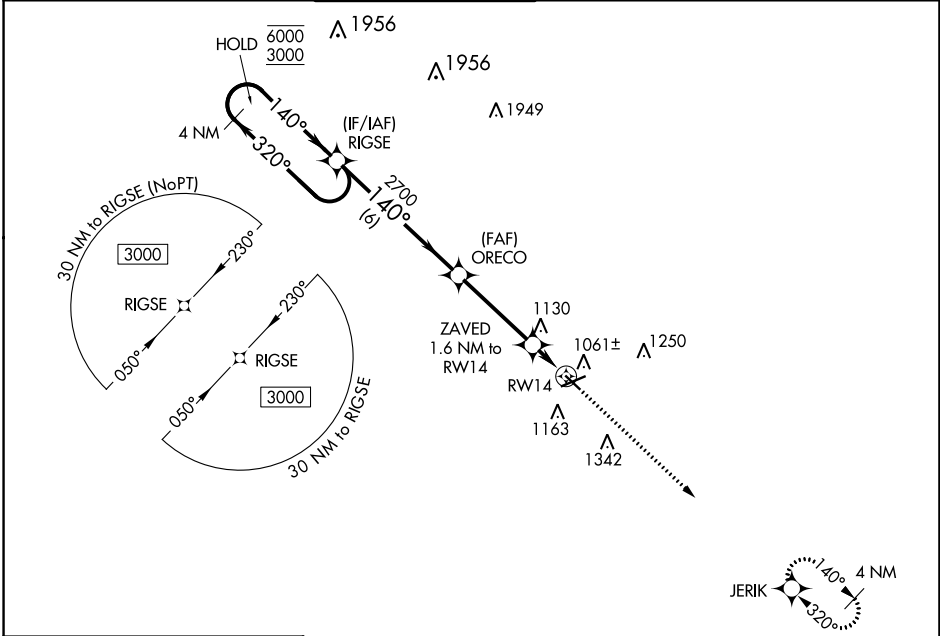 HOLD
6000
3000
1956
1956
1949
140°
4 NM
320°
(IF/IAF)
RIGSE
2700
140°
(6)
30 NM to RIGSE (NoPT)
3000
230°
RIGSE
050°
230°
RIGSE
3000
050°
30 NM to RIGSE
(FAF)
ORECO
ZAVED
1.6 NM to
RW14
1130
1061±
1250
RW14
1163
1342
JERIK
140°
4 NM
320°